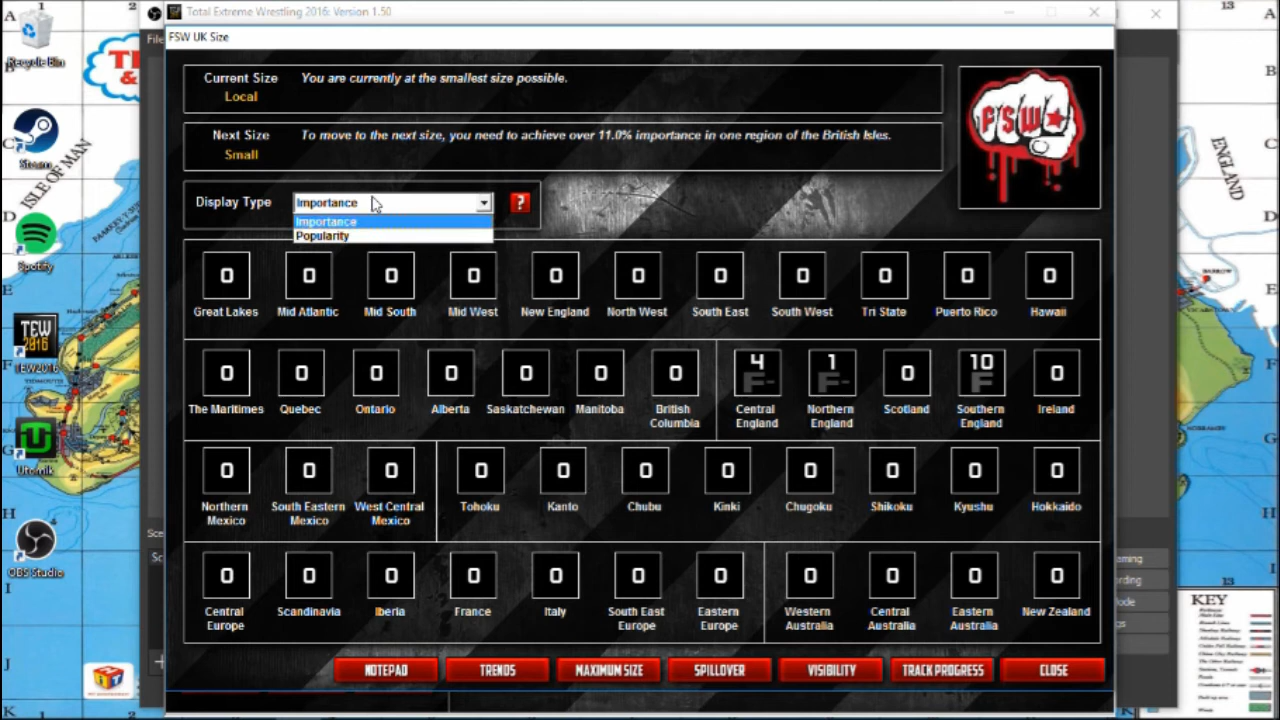 Total Extreme Wrestling 2016: Version 1.50
FSW UK Size
Current Size
You are currently at the smallest size possible.
Local
Next Size
To move to the next size, you need to achieve over 11.0% importance in one region of the British Isles.
Small
FSW
Display Type
Importance
?
Importance
Popularity
0 0 0 0 0 0 0 0 0 0 0
Great Lakes Mid Atlantic Mid South Mid West New England North West South East South West Tri State Puerto Rico Hawaii
0 0 0 0 0 0 0 4 1 0 10 0
F- F- F
The Maritimes Quebec Ontario Alberta Saskatchewan Manitoba British Columbia Central England Northern England Scotland Southern England Ireland
0 0 0 0 0 0 0 0 0 0 0
Northern Mexico South Eastern Mexico West Central Mexico Tohoku Kanto Chubu Kinki Chugoku Shikoku Kyushu Hokkaido
0 0 0 0 0 0 0 0 0 0 0
Central Europe Scandinavia Iberia France Italy South East Europe Eastern Europe Western Australia Central Australia Eastern Australia New Zealand
NOTEPAD TRENDS MAXIMUM SIZE SPILLOVER VISIBILITY TRACK PROGRESS CLOSE
Recycle Bin
Steam
Spotify
TEW 2016
TEW2016
Utomik
OBS Studio
File
ISLE OF MAN
ENGLAND
BARROW
KEY
1 2 13
A
B
C
D
E
F
G
H
I
J
K
13